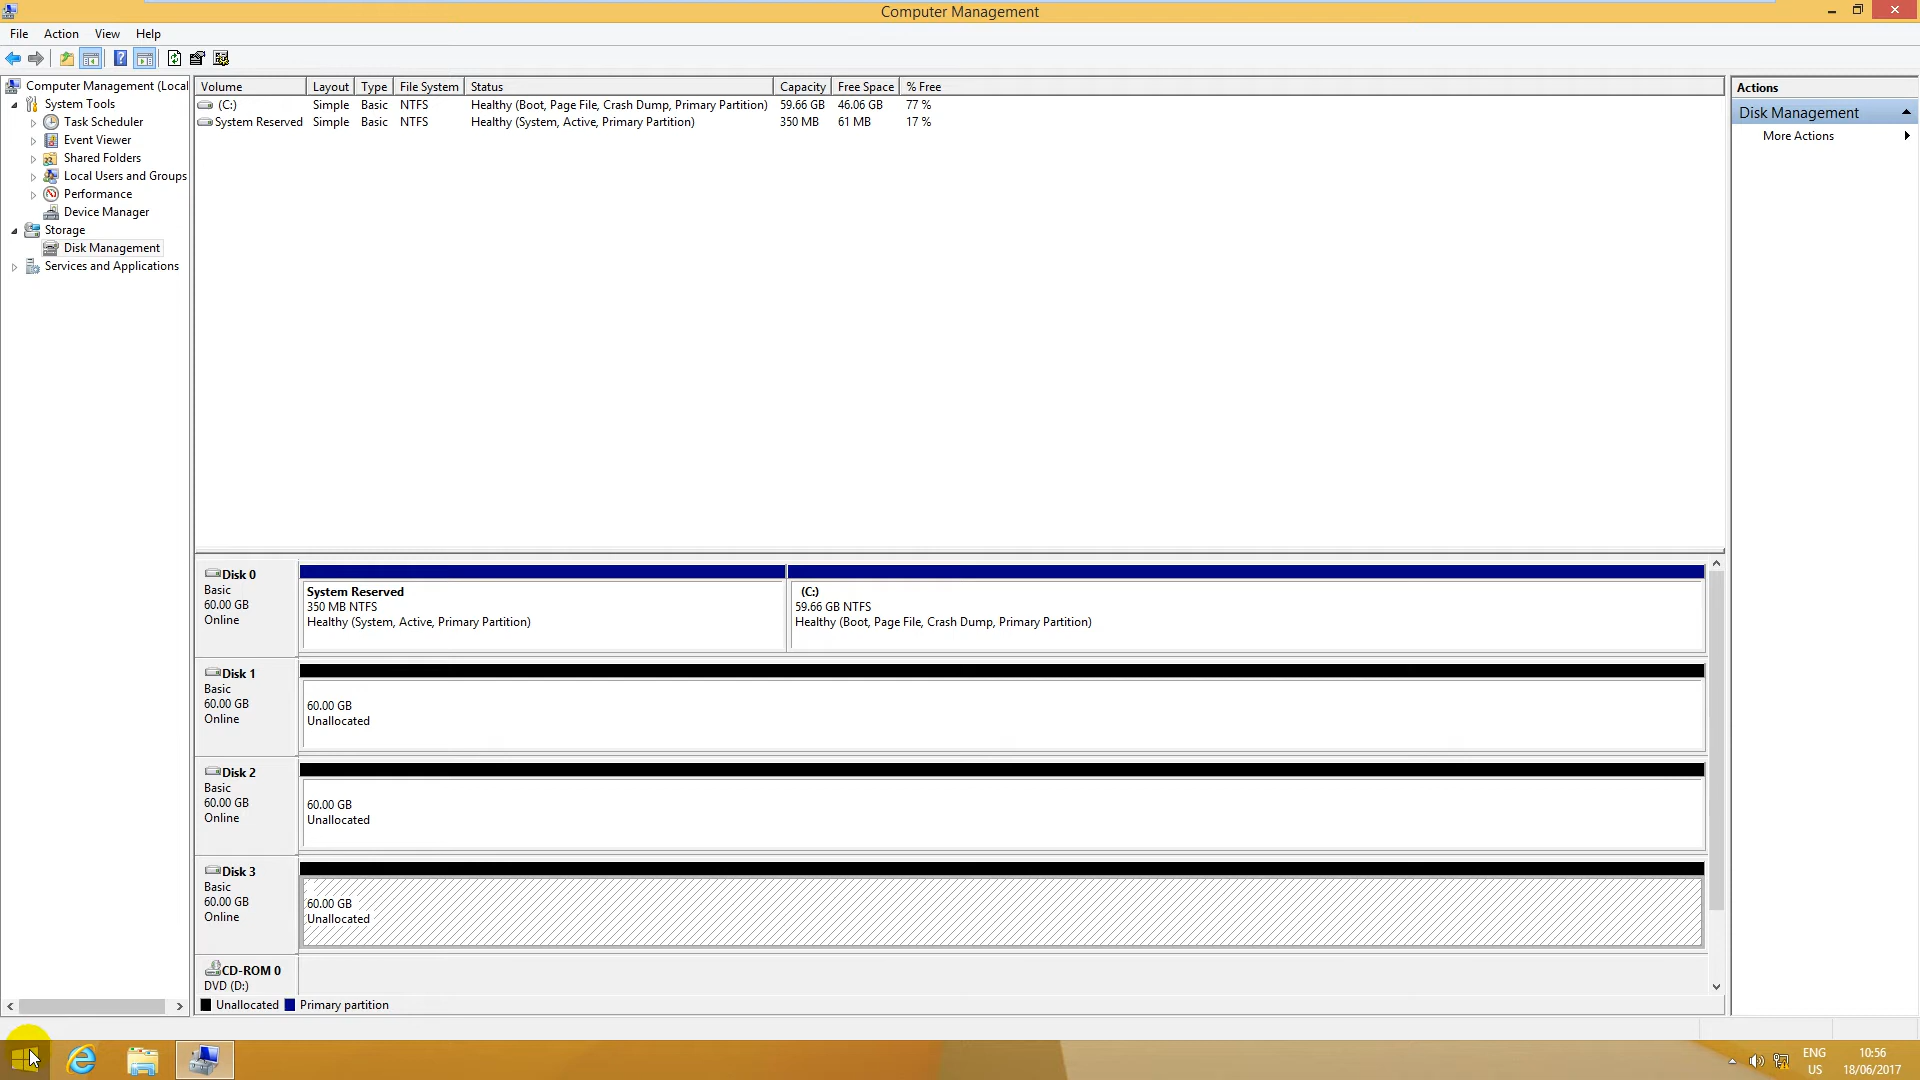 Computer Management
File Action View Help
Computer Management (Local
System Tools
Task Scheduler
Event Viewer
Shared Folders
Local Users and Groups
Performance
Device Manager
Storage
Disk Management
Services and Applications
Volume Layout Type File System Status Capacity Free Space % Free
(C:) Simple Basic NTFS Healthy (Boot, Page File, Crash Dump, Primary Partition) 59.66 GB 46.06 GB 77 %
System Reserved Simple Basic NTFS Healthy (System, Active, Primary Partition) 350 MB 61 MB 17 %
Disk 0
Basic
60.00 GB
Online
System Reserved
350 MB NTFS
Healthy (System, Active, Primary Partition)
(C:)
59.66 GB NTFS
Healthy (Boot, Page File, Crash Dump, Primary Partition)
Disk 1
Basic
60.00 GB
Online
60.00 GB
Unallocated
Disk 2
Basic
60.00 GB
Online
60.00 GB
Unallocated
Disk 3
Basic
60.00 GB
Online
60.00 GB
Unallocated
CD-ROM 0
DVD (D:)
Unallocated Primary partition
Actions
Disk Management
More Actions
ENG
US
10:56
18/06/2017